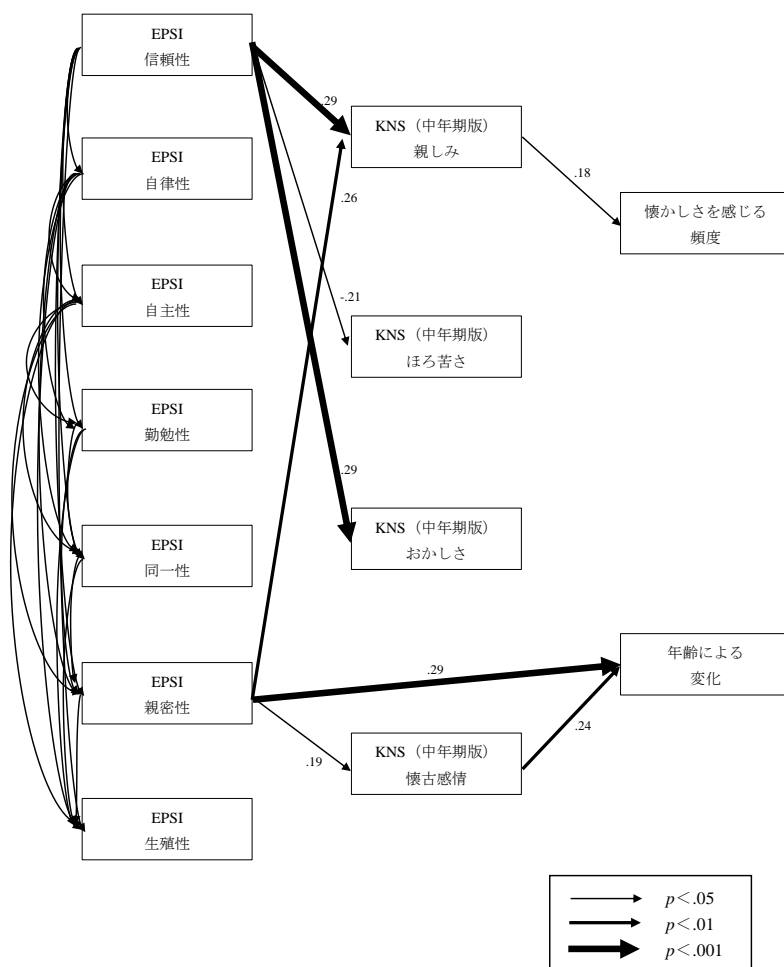 EPSI
信頼性
EPSI
自律性
EPSI
自主性
EPSI
勤勉性
EPSI
同一性
EPSI
親密性
EPSI
生殖性
.29
KNS（中年期版）
親しみ
.26
.18
懐かしさを感じる
頻度
-.21
KNS（中年期版）
ほろ苦さ
.29
KNS（中年期版）
おかしさ
.29
年齢による
変化
.19
KNS（中年期版）
懐古感情
.24
p＜.05
p＜.01
p＜.001